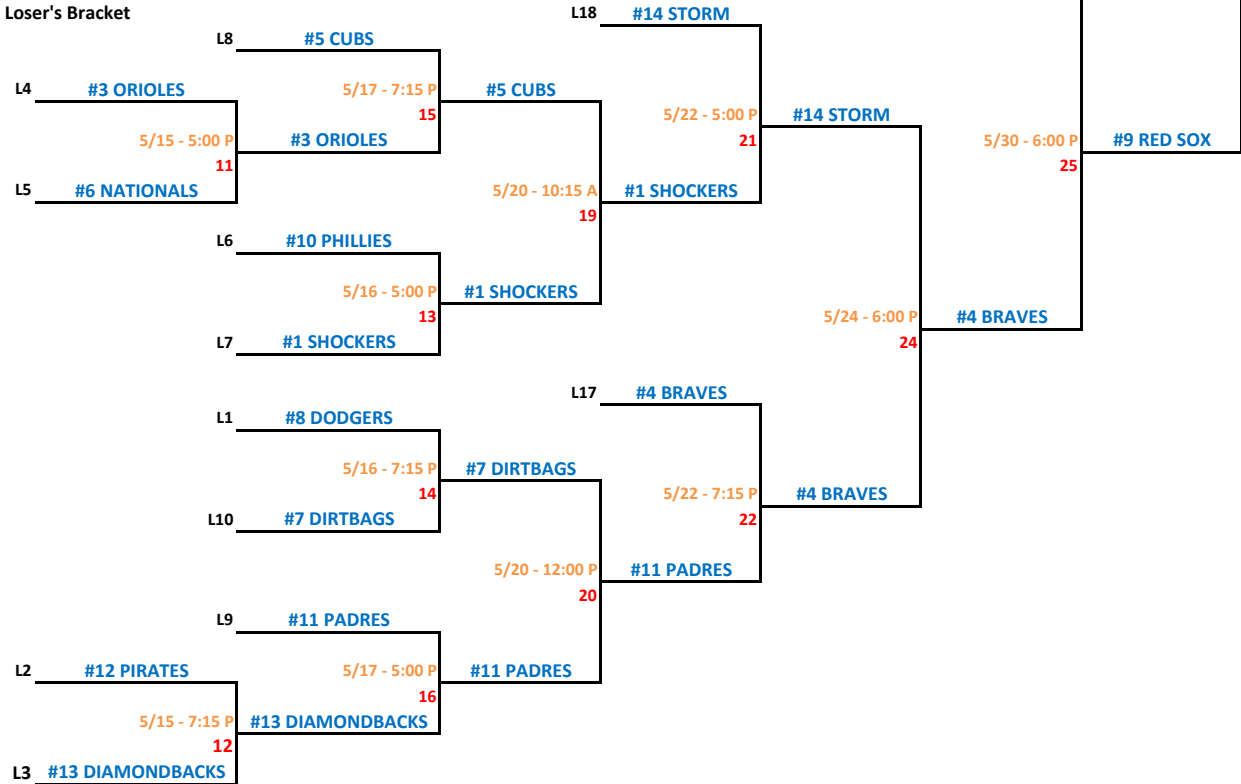 Loser's Bracket
L18 #14 STORM
L8 #5 CUBS
L4 #3 ORIOLES
5/17 - 7:15 P
#5 CUBS
15
5/22 - 5:00 P
#14 STORM
5/15 - 5:00 P
#3 ORIOLES
21
5/30 - 6:00 P
#9 RED SOX
11
25
L5 #6 NATIONALS
5/20 - 10:15 A
#1 SHOCKERS
19
L6 #10 PHILLIES
5/16 - 5:00 P
#1 SHOCKERS
13
5/24 - 6:00 P
#4 BRAVES
24
L7 #1 SHOCKERS
L17 #4 BRAVES
L1 #8 DODGERS
5/16 - 7:15 P
#7 DIRTBAGS
14
5/22 - 7:15 P
#4 BRAVES
22
L10 #7 DIRTBAGS
5/20 - 12:00 P
#11 PADRES
20
L9 #11 PADRES
L2 #12 PIRATES
5/17 - 5:00 P
#11 PADRES
16
5/15 - 7:15 P
#13 DIAMONDBACKS
12
L3 #13 DIAMONDBACKS